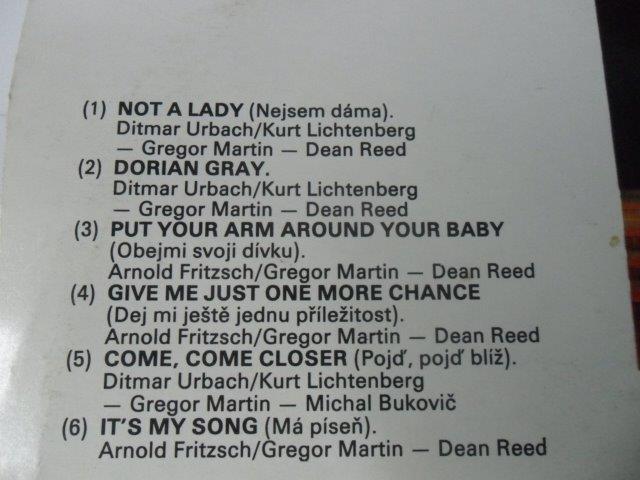 (1) NOT A LADY (Nejsem dáma).
Ditmar Urbach/Kurt Lichtenberg
— Gregor Martin — Dean Reed
(2) DORIAN GRAY.
Ditmar Urbach/Kurt Lichtenberg
— Gregor Martin — Dean Reed
(3) PUT YOUR ARM AROUND YOUR BABY
(Obejmi svoji dívku).
Arnold Fritzsch/Gregor Martin — Dean Reed
(4) GIVE ME JUST ONE MORE CHANCE
(Dej mi ještě jednu příležitost).
Arnold Fritzsch/Gregor Martin — Dean Reed
(5) COME, COME CLOSER (Pojď, pojď blíž).
Ditmar Urbach/Kurt Lichtenberg
— Gregor Martin — Michal Bukovič
(6) IT'S MY SONG (Má píseň).
Arnold Fritzsch/Gregor Martin — Dean Reed